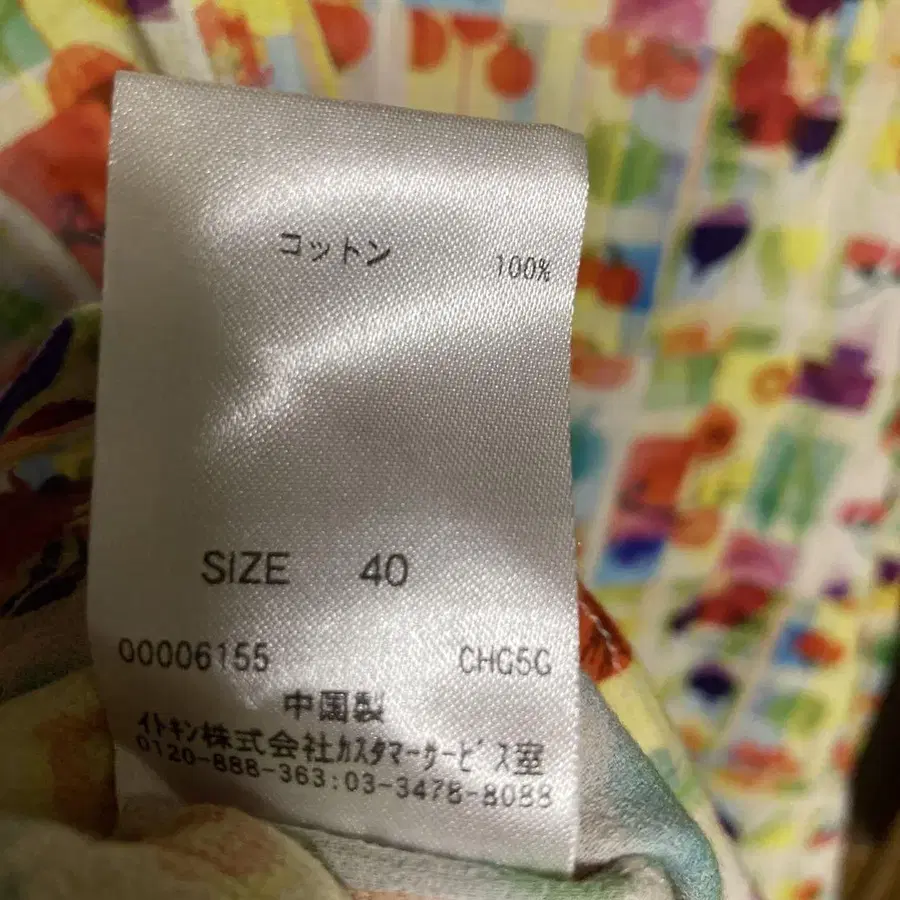 コットン 100%
SIZE 40
00006155 CHG5G
中国製
イトキン株式会社カスタマーサービス室
0120-888-363:03-3478-8088